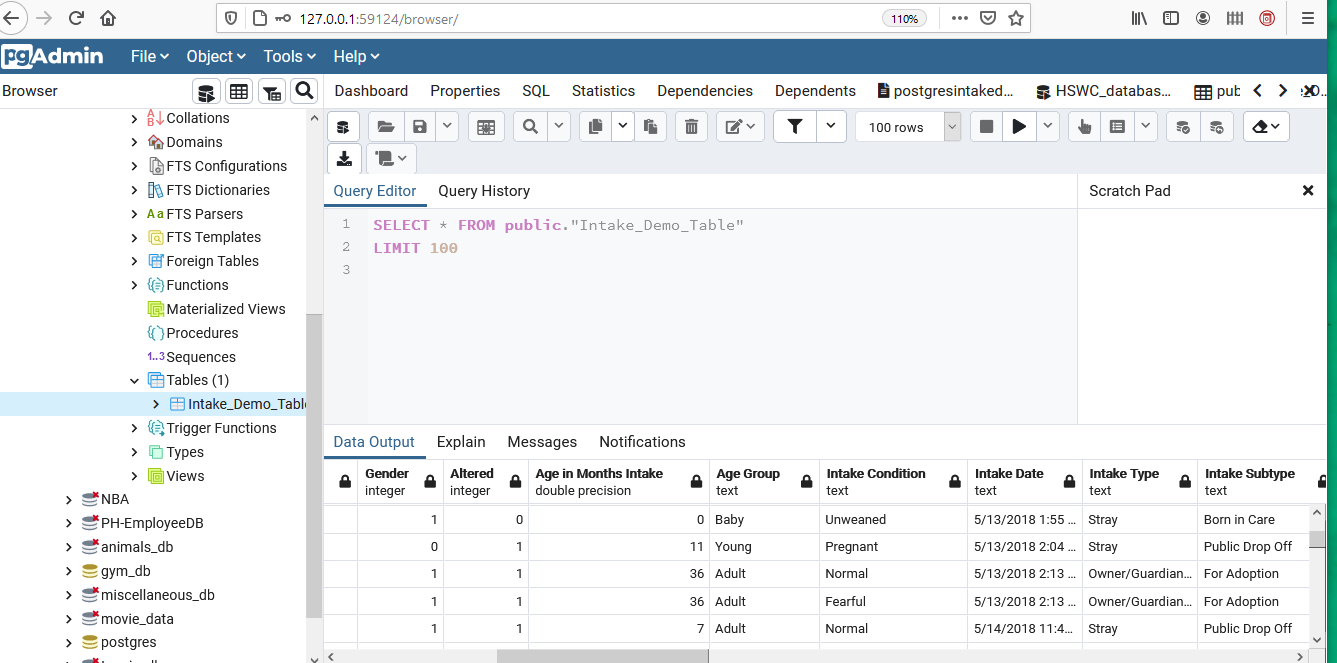 127.0.0.1:59124/browser/
110%
pgAdmin
File
Object
Tools
Help
Browser
Dashboard
Properties
SQL
Statistics
Dependencies
Dependents
postgresintaked...
HSWC_databas...
pub
Collations
Domains
FTS Configurations
FTS Dictionaries
Aa FTS Parsers
FTS Templates
Foreign Tables
Functions
Materialized Views
Procedures
1..3 Sequences
Tables (1)
Intake_Demo_Tabl
Trigger Functions
Types
Views
NBA
PH-EmployeeDB
animals_db
gym_db
miscellaneous_db
movie_data
postgres
100 rows
Query Editor
Query History
Scratch Pad
1 SELECT * FROM public."Intake_Demo_Table"
2 LIMIT 100
3
Data Output
Explain
Messages
Notifications
Gender Altered Age in Months Intake Age Group Intake Condition Intake Date Intake Type Intake Subtype
integer integer double precision text text text text text
1 0 0 Baby Unweaned 5/13/2018 1:55 ... Stray Born in Care
0 1 11 Young Pregnant 5/13/2018 2:04 ... Stray Public Drop Off
1 1 36 Adult Normal 5/13/2018 2:13 ... Owner/Guardian... For Adoption
1 1 36 Adult Fearful 5/13/2018 2:13 ... Owner/Guardian... For Adoption
1 1 7 Adult Normal 5/14/2018 11:4... Stray Public Drop Off